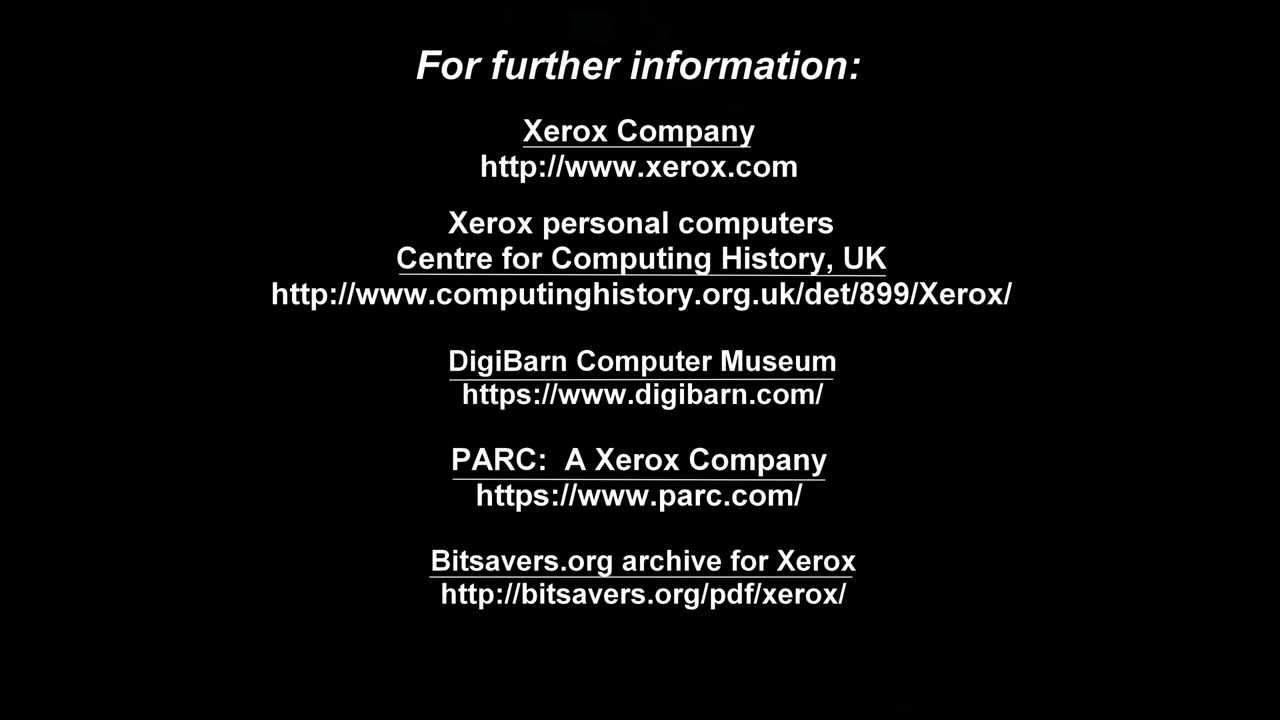 For further information:
Xerox Company
http://www.xerox.com
Xerox personal computers
Centre for Computing History, UK
http://www.computinghistory.org.uk/det/899/Xerox/
DigiBarn Computer Museum
https://www.digibarn.com/
PARC:  A Xerox Company
https://www.parc.com/
Bitsavers.org archive for Xerox
http://bitsavers.org/pdf/xerox/